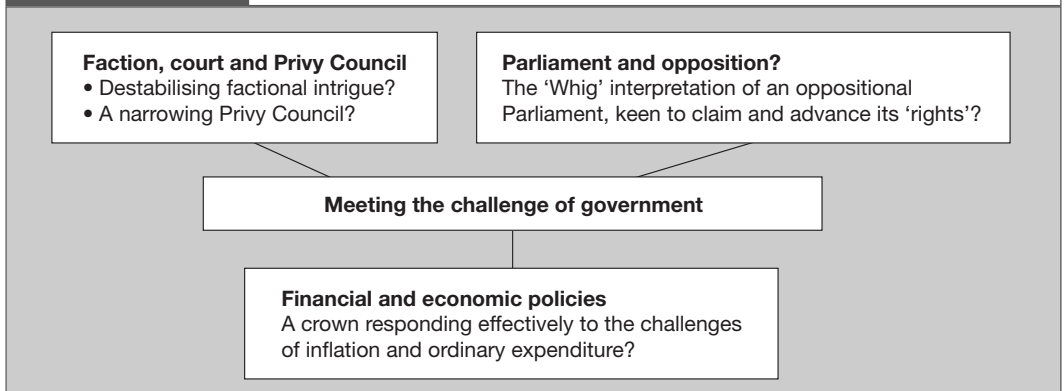 Faction, court and Privy Council
• Destabilising factional intrigue?
• A narrowing Privy Council?
Parliament and opposition?
The ‘Whig’ interpretation of an oppositional
Parliament, keen to claim and advance its ‘rights’?
Meeting the challenge of government
Financial and economic policies
A crown responding effectively to the challenges
of inflation and ordinary expenditure?